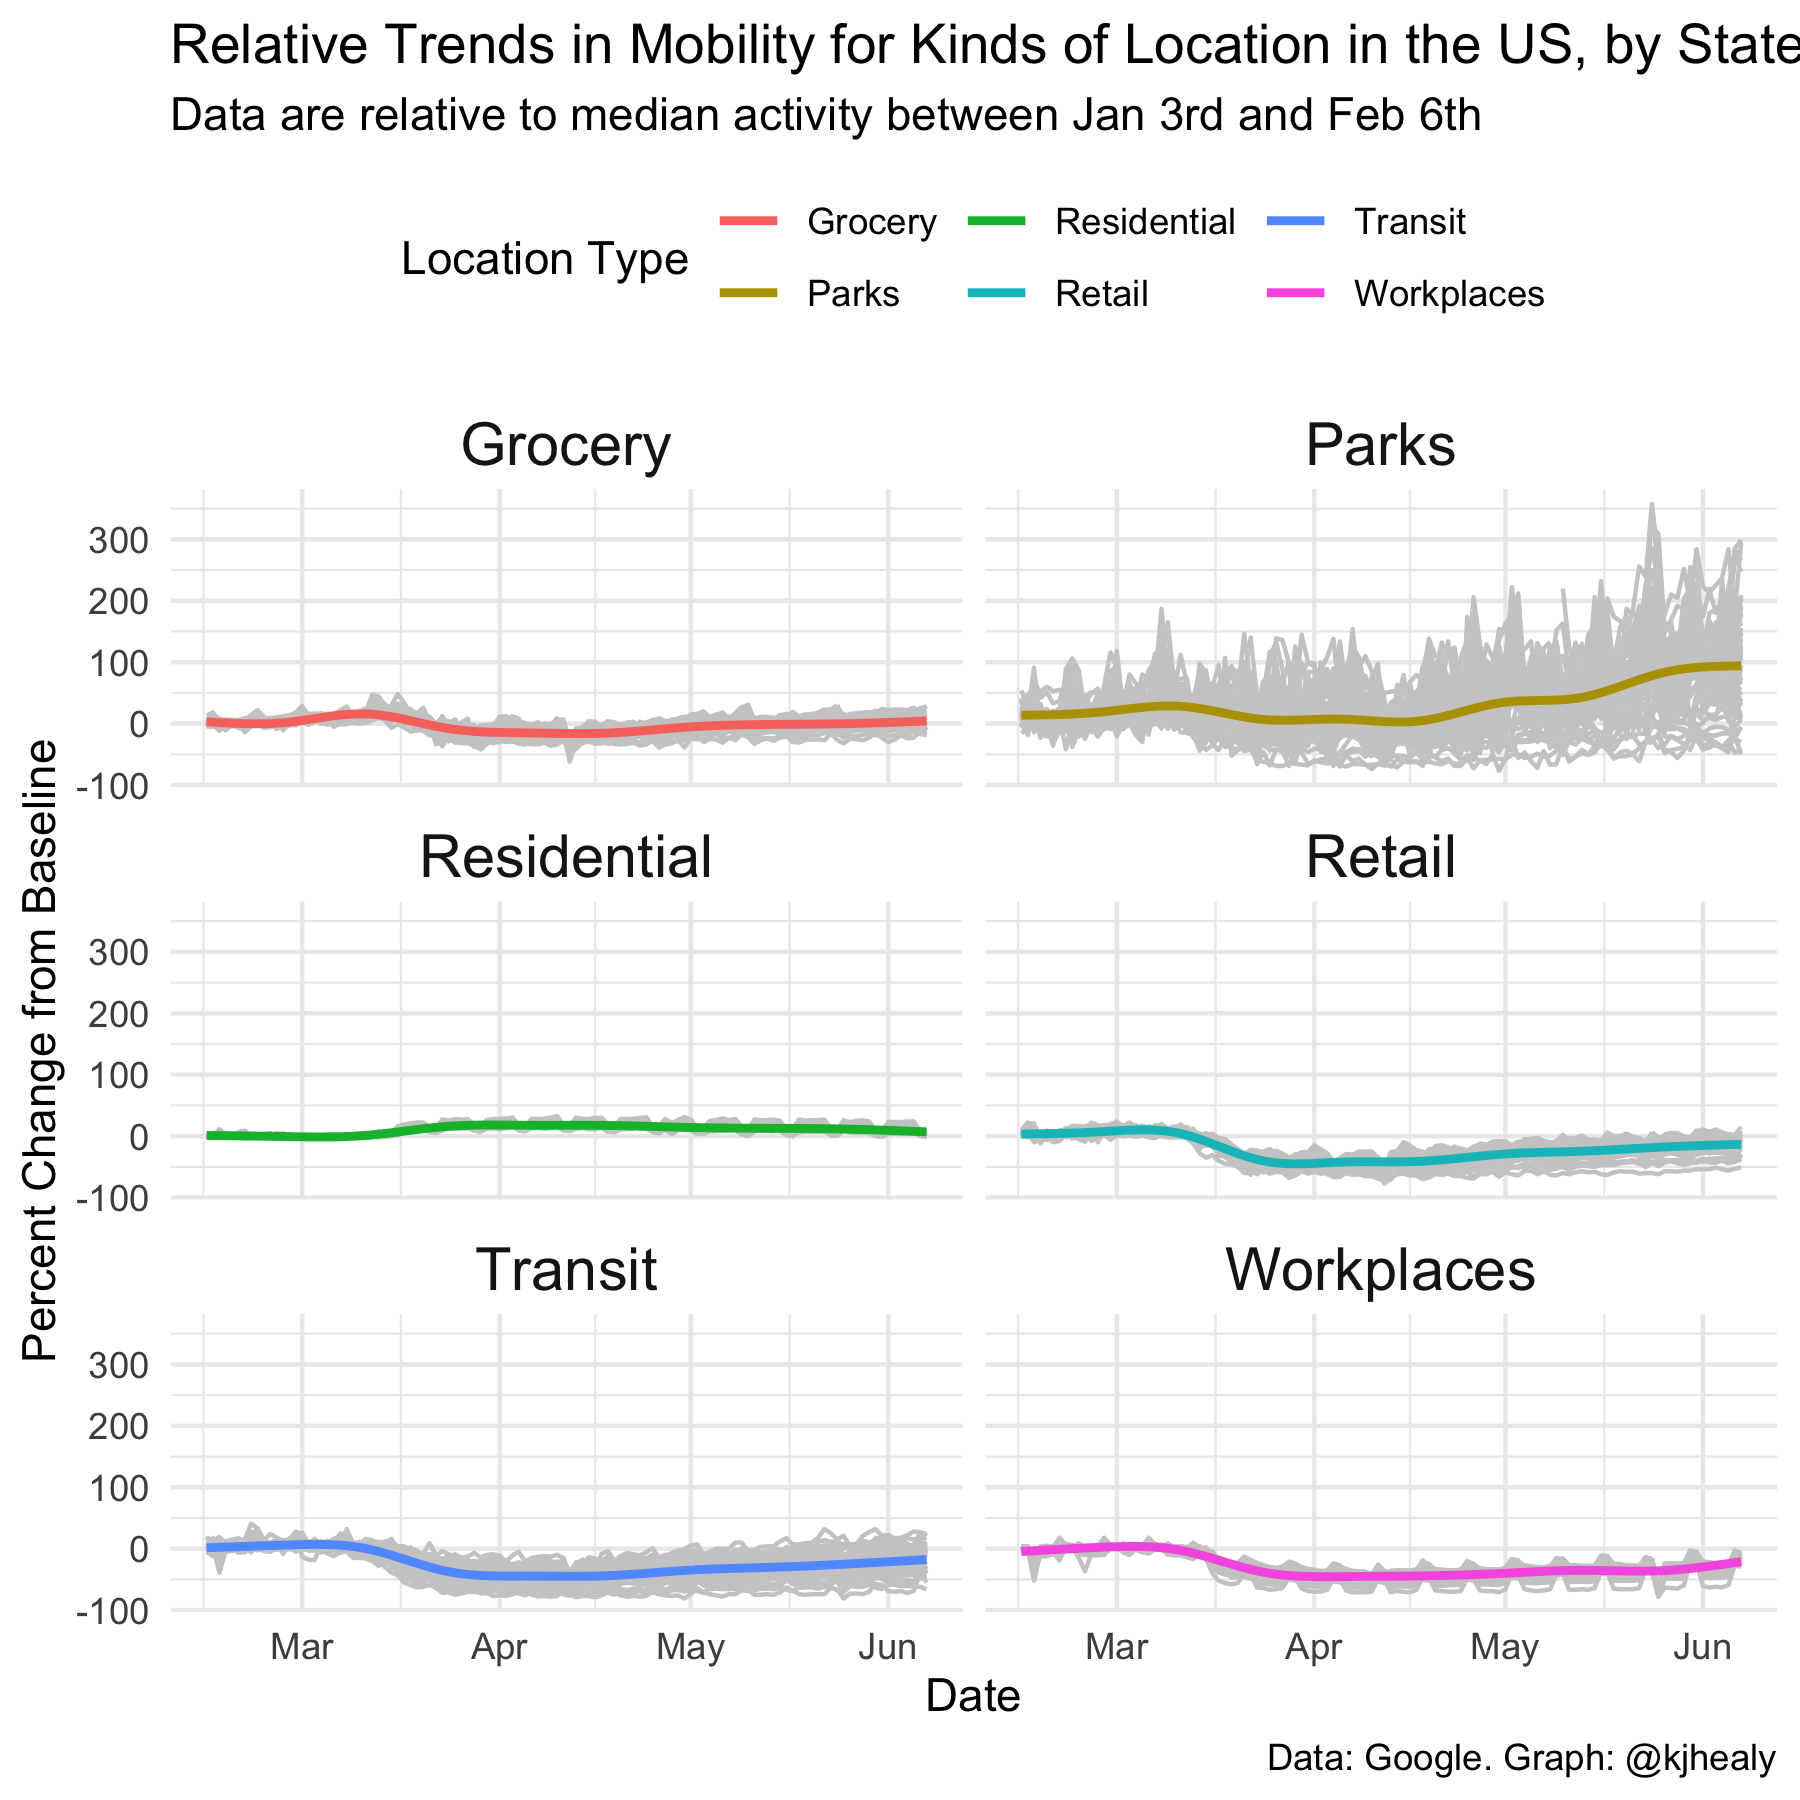 Relative Trends in Mobility for Kinds of Location in the US, by State
Data are relative to median activity between Jan 3rd and Feb 6th
Location Type
Grocery
Residential
Transit
Parks
Retail
Workplaces
Grocery
Parks
300
200
100
0
-100
Residential
Retail
300
200
100
0
-100
Transit
Workplaces
300
200
100
0
-100
Percent Change from Baseline
Mar
Apr
May
Jun
Mar
Apr
May
Jun
Date
Data: Google. Graph: @kjhealy